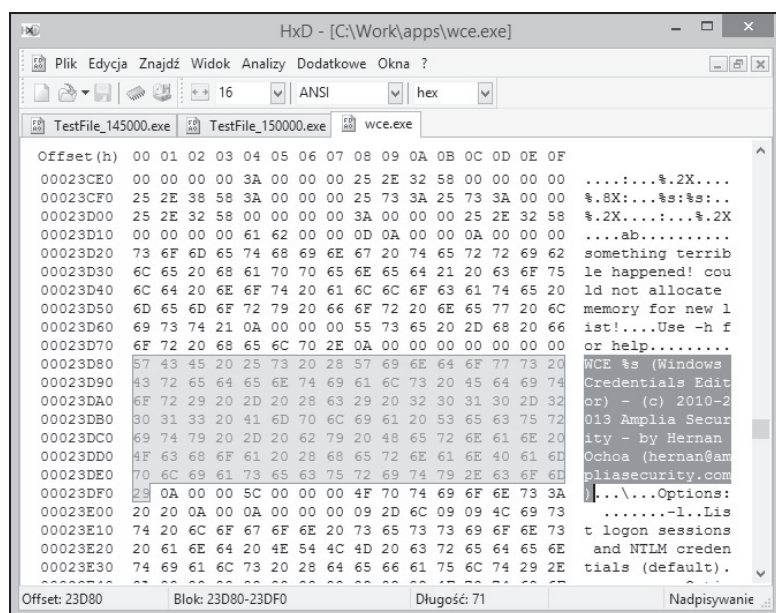 HxD - [C:\Work\apps\wce.exe]
Plik Edycja Znajdź Widok Analizy Dodatkowe Okna ?
16 ANSI hex
TestFile_145000.exe TestFile_150000.exe wce.exe
Offset(h) 00 01 02 03 04 05 06 07 08 09 0A 0B 0C 0D 0E 0F
00023CE0 00 00 00 00 3A 00 00 00 25 2E 32 58 00 00 00 00 ....:...%.2X....
00023CF0 25 2E 38 58 3A 00 00 00 25 73 3A 25 73 3A 00 00 %.8X:...%s:%s:..
00023D00 25 2E 32 58 00 00 00 00 3A 00 00 00 25 2E 32 58 %.2X....:...%.2X
00023D10 00 00 00 00 61 62 00 00 0D 0A 00 00 0A 00 00 00 ....ab..........
00023D20 73 6F 6D 65 74 68 69 6E 67 20 74 65 72 72 69 62 something terrib
00023D30 6C 65 20 68 61 70 70 65 6E 65 64 21 20 63 6F 75 le happened! cou
00023D40 6C 64 20 6E 6F 74 20 61 6C 6C 6F 63 61 74 65 20 ld not allocate
00023D50 6D 65 6D 6F 72 79 20 66 6F 72 20 6E 65 77 20 6C memory for new l
00023D60 69 73 74 21 0A 00 00 00 55 73 65 20 2D 68 20 66 ist!....Use -h f
00023D70 6F 72 20 68 65 6C 70 2E 0A 00 00 00 00 00 00 00 or help.........
00023D80 57 43 45 20 25 73 20 28 57 69 6E 64 6F 77 73 20 WCE %s (Windows
00023D90 43 72 65 64 65 6E 74 69 61 6C 73 20 45 64 69 74 Credentials Edit
00023DA0 6F 72 29 20 2D 20 28 63 29 20 32 30 31 30 2D 32 or) - (c) 2010-2
00023DB0 30 31 33 20 41 6D 70 6C 69 61 20 53 65 63 75 72 013 Amplia Secur
00023DC0 69 74 79 20 2D 20 62 79 20 48 65 72 6E 61 6E 20 ity - by Hernan
00023DD0 4F 63 68 6F 61 20 28 68 65 72 6E 61 6E 40 61 6D Ochoa (hernan@am
00023DE0 70 6C 69 61 73 65 63 75 72 69 74 79 2E 63 6F 6D pliasecurity.com
00023DF0 29 0A 00 00 5C 00 00 00 4F 70 74 69 6F 6E 73 3A )...\...Options:
00023E00 20 20 0A 00 0A 00 00 00 09 2D 6C 09 09 4C 69 73 .......-l..Lis
00023E10 74 20 6C 6F 67 6F 6E 20 73 65 73 73 69 6F 6E 73 t logon sessions
00023E20 20 61 6E 64 20 4E 54 4C 4D 20 63 72 65 64 65 6E and NTLM creden
00023E30 74 69 61 6C 73 20 28 64 65 66 61 75 6C 74 29 2E tials (default).
Offset: 23D80 Blok: 23D80-23DF0 Długość: 71 Nadpisywanie